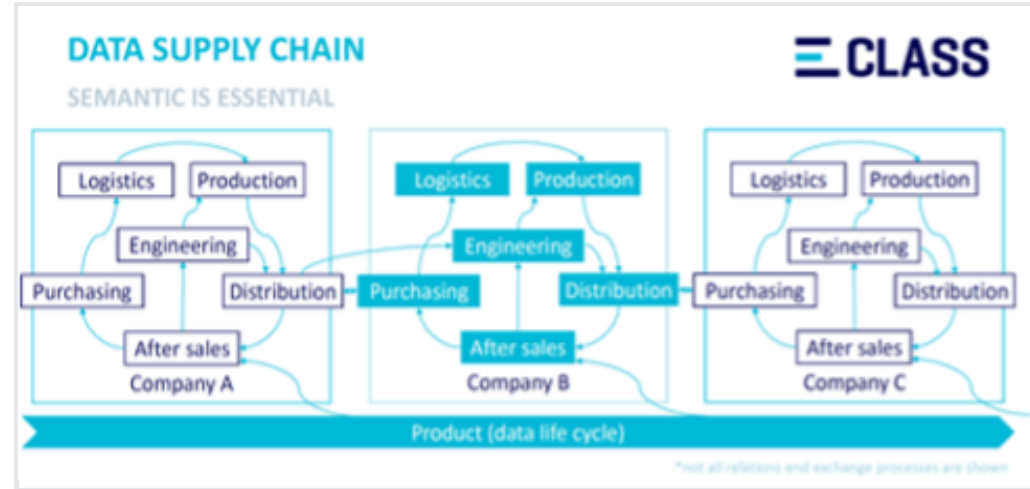 DATA SUPPLY CHAIN
ECLASS
SEMANTIC IS ESSENTIAL
Logistics
Production
Engineering
Purchasing
Distribution
After sales
Company A
Logistics
Production
Engineering
Purchasing
Distribution
After sales
Company B
Logistics
Production
Engineering
Purchasing
Distribution
After sales
Company C
Product (data life cycle)
*not all relations end exchange processes are shown